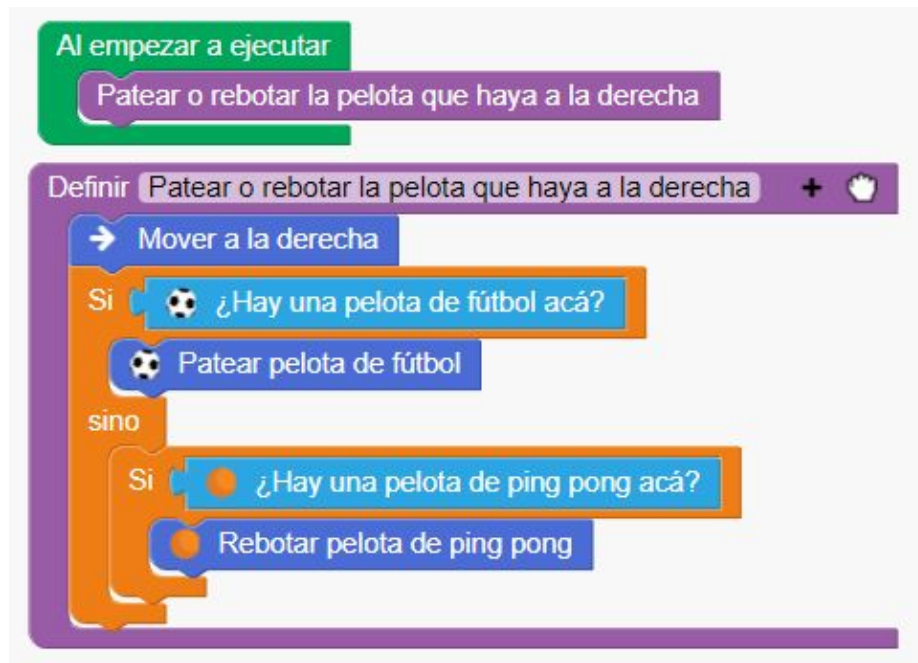 Al empezar a ejecutar
Patear o rebotar la pelota que haya a la derecha
Definir Patear o rebotar la pelota que haya a la derecha +
Mover a la derecha
Si ¿Hay una pelota de fútbol acá?
Patear pelota de fútbol
sino
Si ¿Hay una pelota de ping pong acá?
Rebotar pelota de ping pong